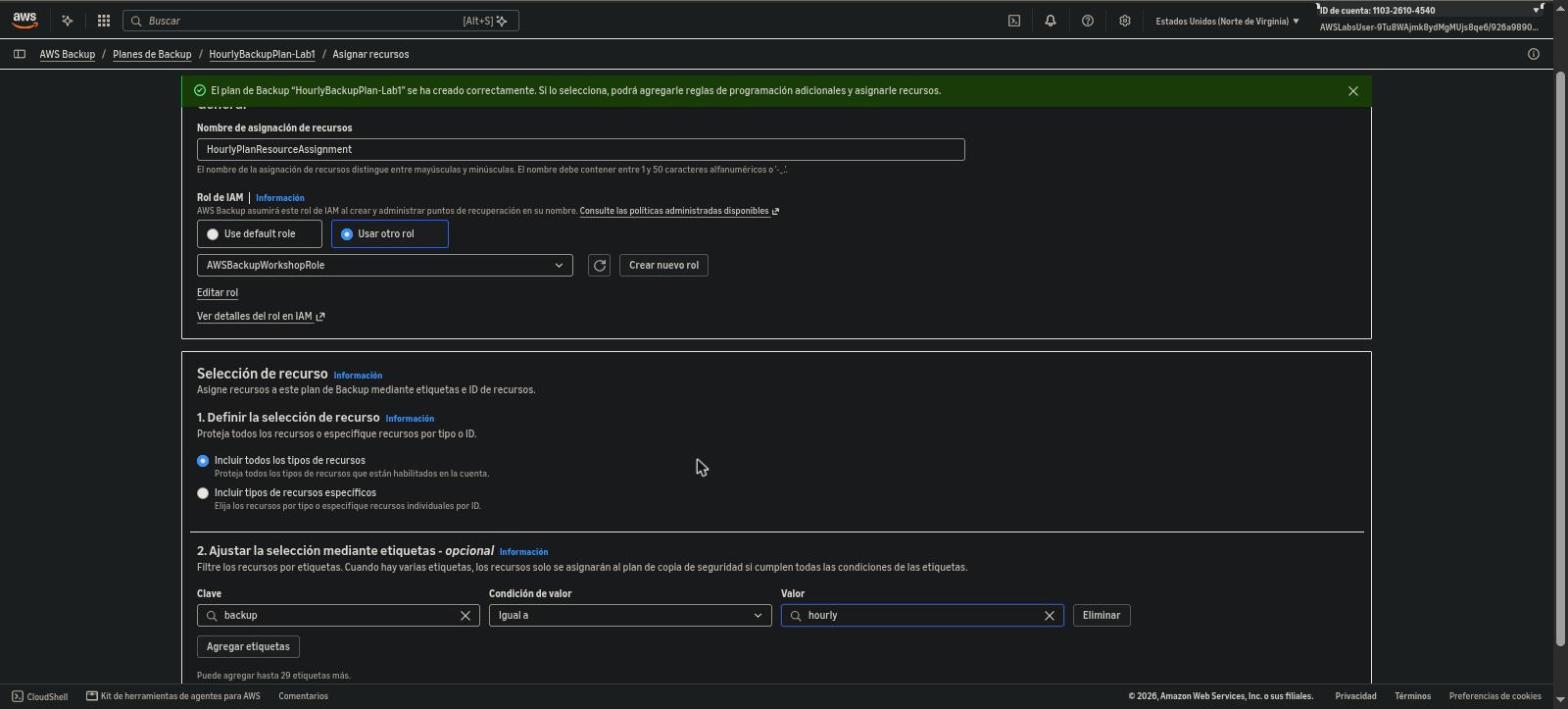 aws
Buscar [Alt+S]
Estados Unidos (Norte de Virginia)
ID de cuenta: 1103-2610-4540
AWSLabsUser-9Tu8WAjmk8ydMgMUjs8qe6/926a9890...
AWS Backup / Planes de Backup / HourlyBackupPlan-Lab1 / Asignar recursos
El plan de Backup “HourlyBackupPlan-Lab1” se ha creado correctamente. Si lo selecciona, podrá agregarle reglas de programación adicionales y asignarle recursos.
General
Nombre de asignación de recursos
HourlyPlanResourceAssignment
El nombre de la asignación de recursos distingue entre mayúsculas y minúsculas. El nombre debe contener entre 1 y 50 caracteres alfanuméricos o '-_.'.
Rol de IAM | Información
AWS Backup asumirá este rol de IAM al crear y administrar puntos de recuperación en su nombre. Consulte las políticas administradas disponibles
Use default role
Usar otro rol
AWSBackupWorkshopRole
Crear nuevo rol
Editar rol
Ver detalles del rol en IAM
Selección de recurso Información
Asigne recursos a este plan de Backup mediante etiquetas e ID de recursos.
1. Definir la selección de recurso Información
Proteja todos los recursos o especifique recursos por tipo o ID.
Incluir todos los tipos de recursos
Proteja todos los tipos de recursos que están habilitados en la cuenta.
Incluir tipos de recursos específicos
Elija los recursos por tipo o especifique recursos individuales por ID.
2. Ajustar la selección mediante etiquetas - opcional Información
Filtre los recursos por etiquetas. Cuando hay varias etiquetas, los recursos solo se asignarán al plan de copia de seguridad si cumplen todas las condiciones de las etiquetas.
Clave Condición de valor Valor
backup Igual a hourly Eliminar
Agregar etiquetas
Puede agregar hasta 29 etiquetas más.
CloudShell Kit de herramientas de agentes para AWS Comentarios © 2026, Amazon Web Services, Inc. o sus filiales. Privacidad Términos Preferencias de cookies